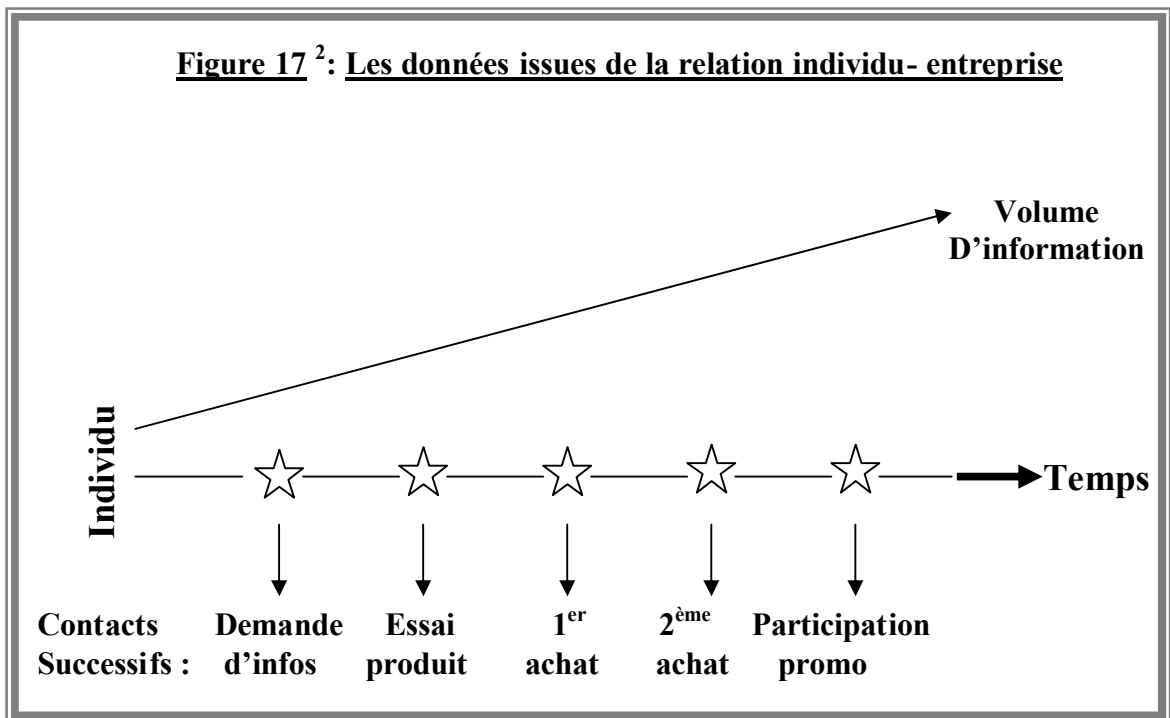 Figure 17 ²: Les données issues de la relation individu- entreprise
Volume
D’information
Individu
Temps
Contacts
Successifs :
Demande
d’infos
Essai
produit
1er
achat
2ème
achat
Participation
promo